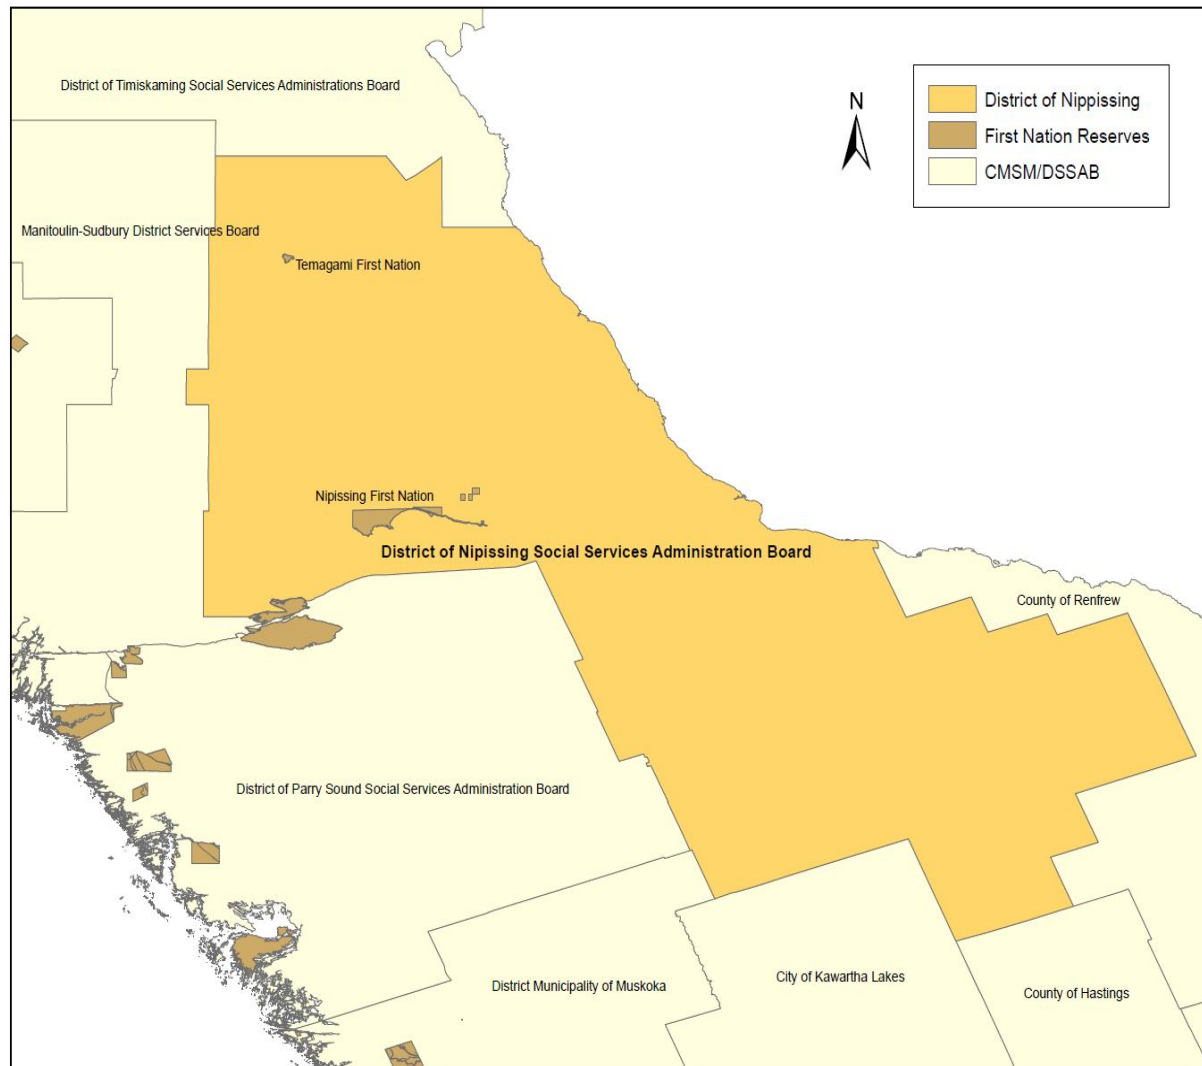 District of Timiskaming Social Services Administrations Board
N
District of Nippissing
First Nation Reserves
CMSM/DSSAB
Manitoulin-Sudbury District Services Board
Temagami First Nation
Nipissing First Nation
District of Nipissing Social Services Administration Board
County of Renfrew
District of Parry Sound Social Services Administration Board
District Municipality of Muskoka
City of Kawartha Lakes
County of Hastings